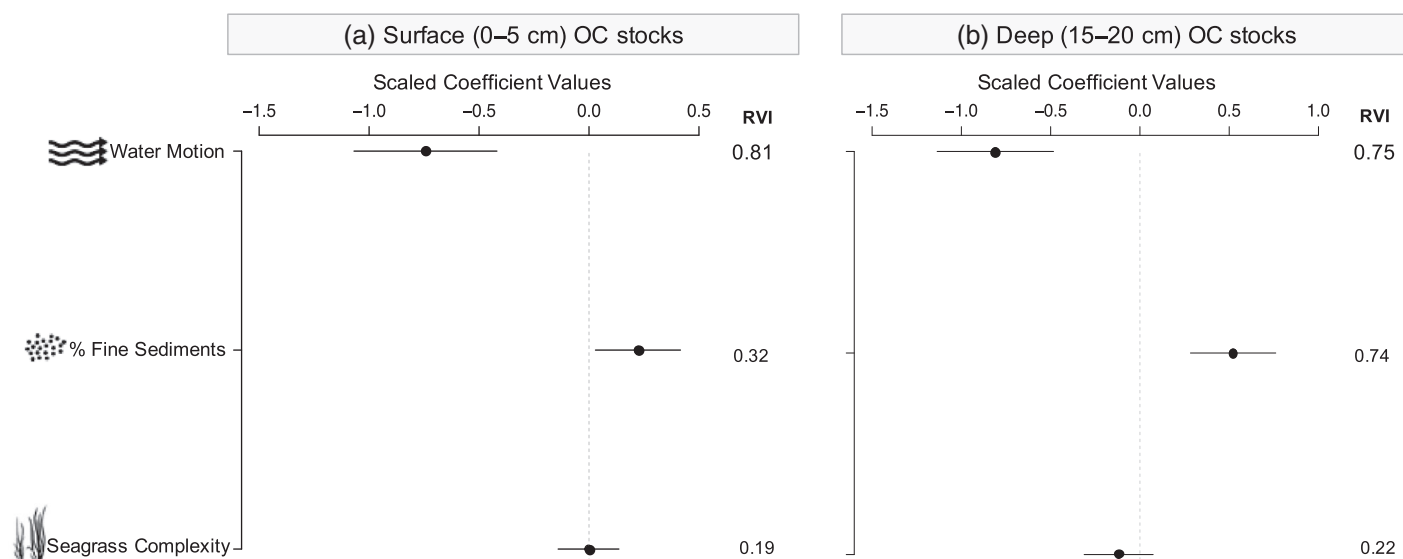 (a) Surface (0–5 cm) OC stocks
(b) Deep (15–20 cm) OC stocks
Scaled Coefficient Values
Scaled Coefficient Values
−1.5 −1.0 −0.5 0.0 0.5 RVI
−1.5 −1.0 −0.5 0.0 0.5 1.0 RVI
Water Motion 0.81 0.75
% Fine Sediments 0.32 0.74
Seagrass Complexity 0.19 0.22